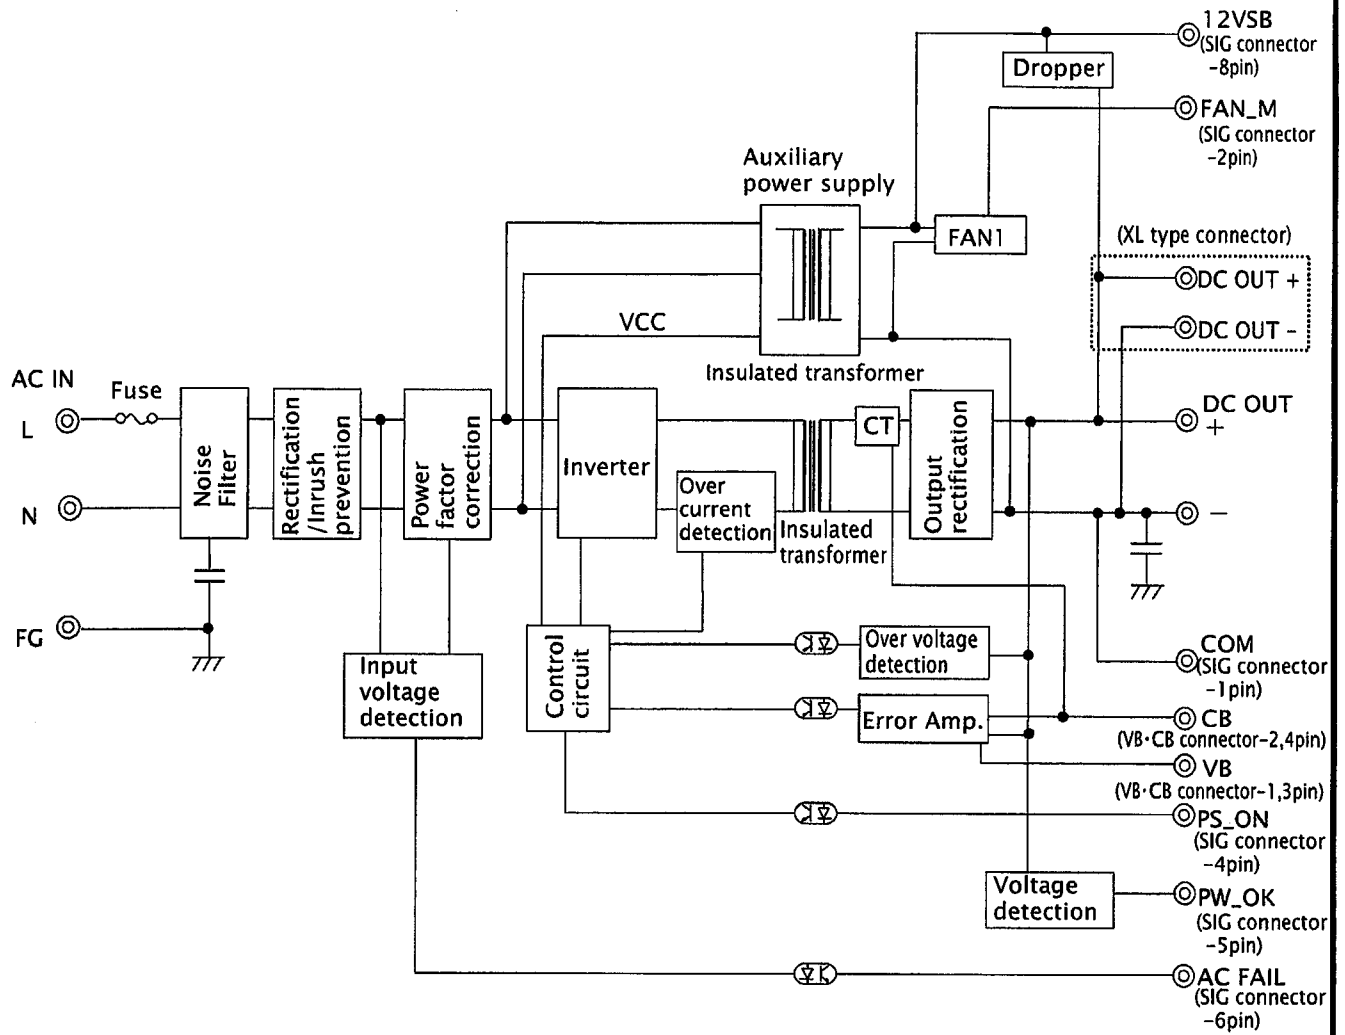 12VSB
(SIG connector
-8pin)
Dropper
FAN_M
(SIG connector
-2pin)
Auxiliary
power supply
FAN1
(XL type connector)
DC OUT +
DC OUT -
VCC
Insulated transformer
AC IN
Fuse
L
N
FG
Noise
Filter
Rectification
/Inrush
prevention
Power
factor
correction
Inverter
Over
current
detection
Insulated
transformer
CT
Output
rectification
DC OUT
+
-
Input
voltage
detection
Control
circuit
Over voltage
detection
Error Amp.
COM
(SIG connector
-1pin)
CB
(VB·CB connector-2,4pin)
VB
(VB·CB connector-1,3pin)
PS_ON
(SIG connector
-4pin)
Voltage
detection
PW_OK
(SIG connector
-5pin)
AC FAIL
(SIG connector
-6pin)